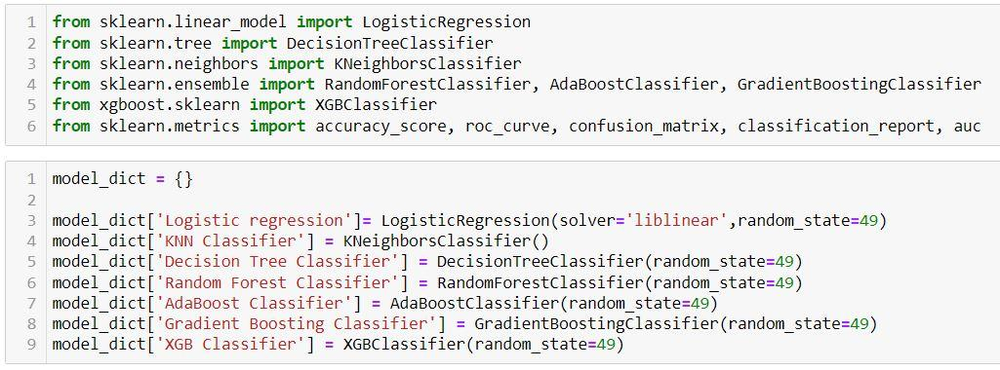 1 from sklearn.linear_model import LogisticRegression
2 from sklearn.tree import DecisionTreeClassifier
3 from sklearn.neighbors import KNeighborsClassifier
4 from sklearn.ensemble import RandomForestClassifier, AdaBoostClassifier, GradientBoostingClassifier
5 from xgboost.sklearn import XGBClassifier
6 from sklearn.metrics import accuracy_score, roc_curve, confusion_matrix, classification_report, auc
1 model_dict = {}
2
3 model_dict['Logistic regression']= LogisticRegression(solver='liblinear',random_state=49)
4 model_dict['KNN Classifier'] = KNeighborsClassifier()
5 model_dict['Decision Tree Classifier'] = DecisionTreeClassifier(random_state=49)
6 model_dict['Random Forest Classifier'] = RandomForestClassifier(random_state=49)
7 model_dict['AdaBoost Classifier'] = AdaBoostClassifier(random_state=49)
8 model_dict['Gradient Boosting Classifier'] = GradientBoostingClassifier(random_state=49)
9 model_dict['XGB Classifier'] = XGBClassifier(random_state=49)